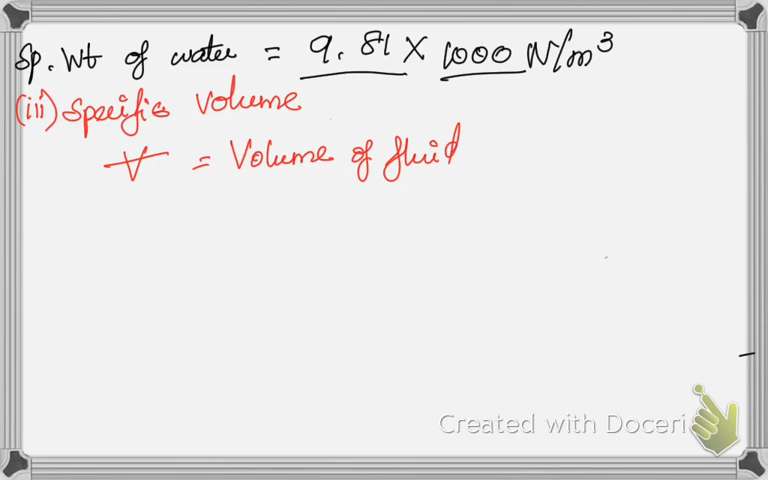 Sp. Wt of water = 9.81 X 1000 N/m³
(iii) Specific Volume
V = Volume of fluid
Created with Doceri